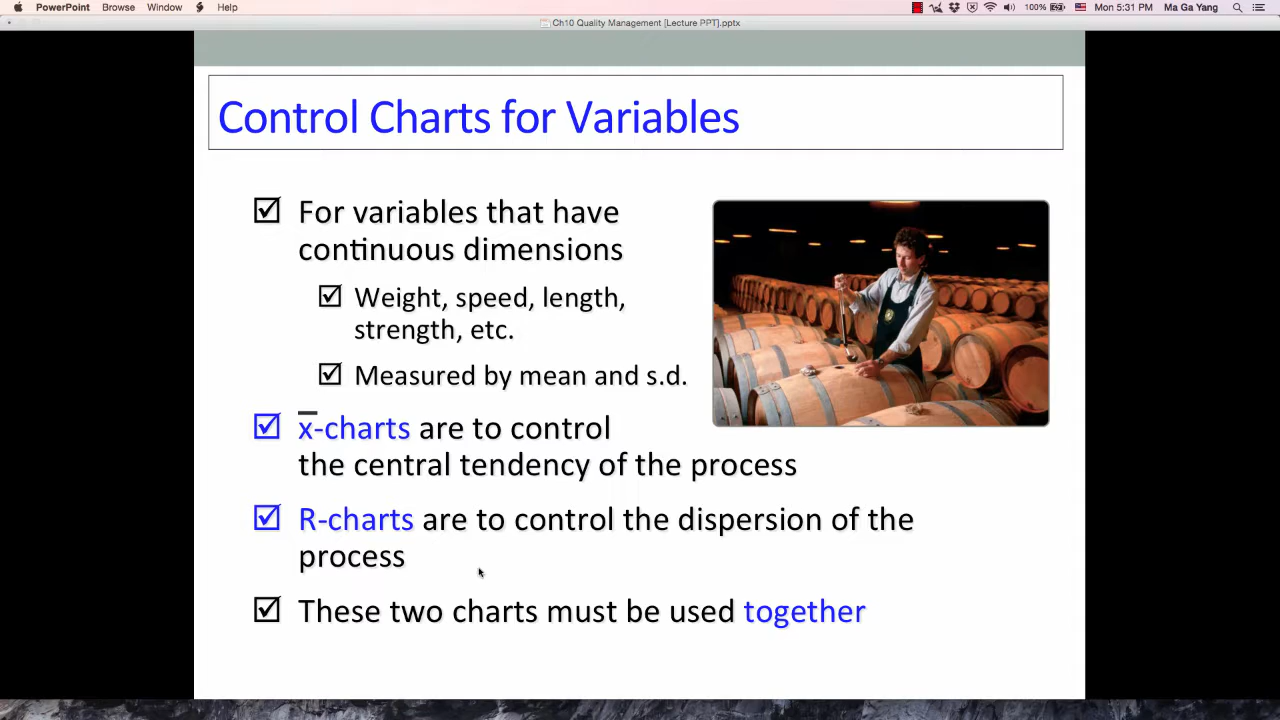 PowerPoint Browse Window Help 100% Mon 5:31 PM Ma Ga Yang
Ch10 Quality Management [Lecture PPT].pptx
Control Charts for Variables
For variables that have
continuous dimensions
Weight, speed, length,
strength, etc.
Measured by mean and s.d.
x̅-charts are to control
the central tendency of the process
R-charts are to control the dispersion of the
process
These two charts must be used together